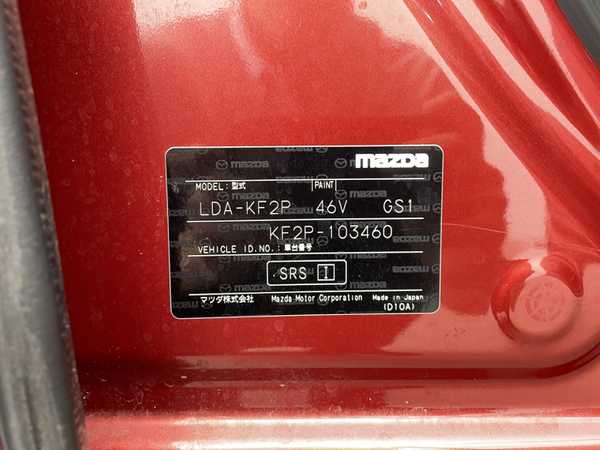 mazda
MODEL:型式 PAINT
LDA-KF2P 46V GS1
KF2P-103460
VEHICLE ID.NO.:車台番号
SRS I
マツダ株式会社 Mazda Motor Corporation Made in Japan
(D10A)